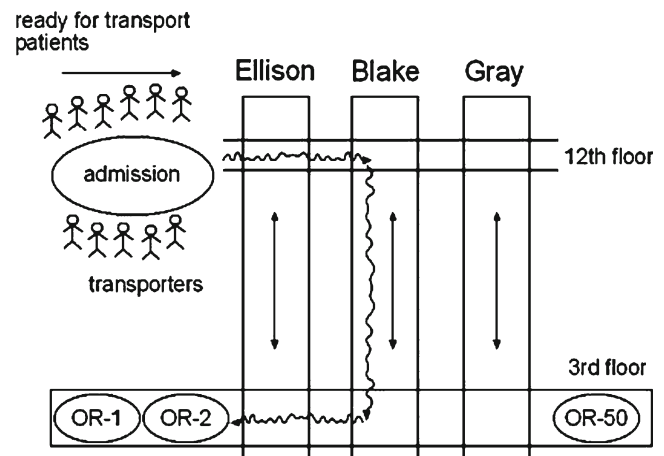 ready for transport
patients
Ellison
Blake
Gray
admission
12th floor
transporters
3rd floor
OR-1
OR-2
OR-50